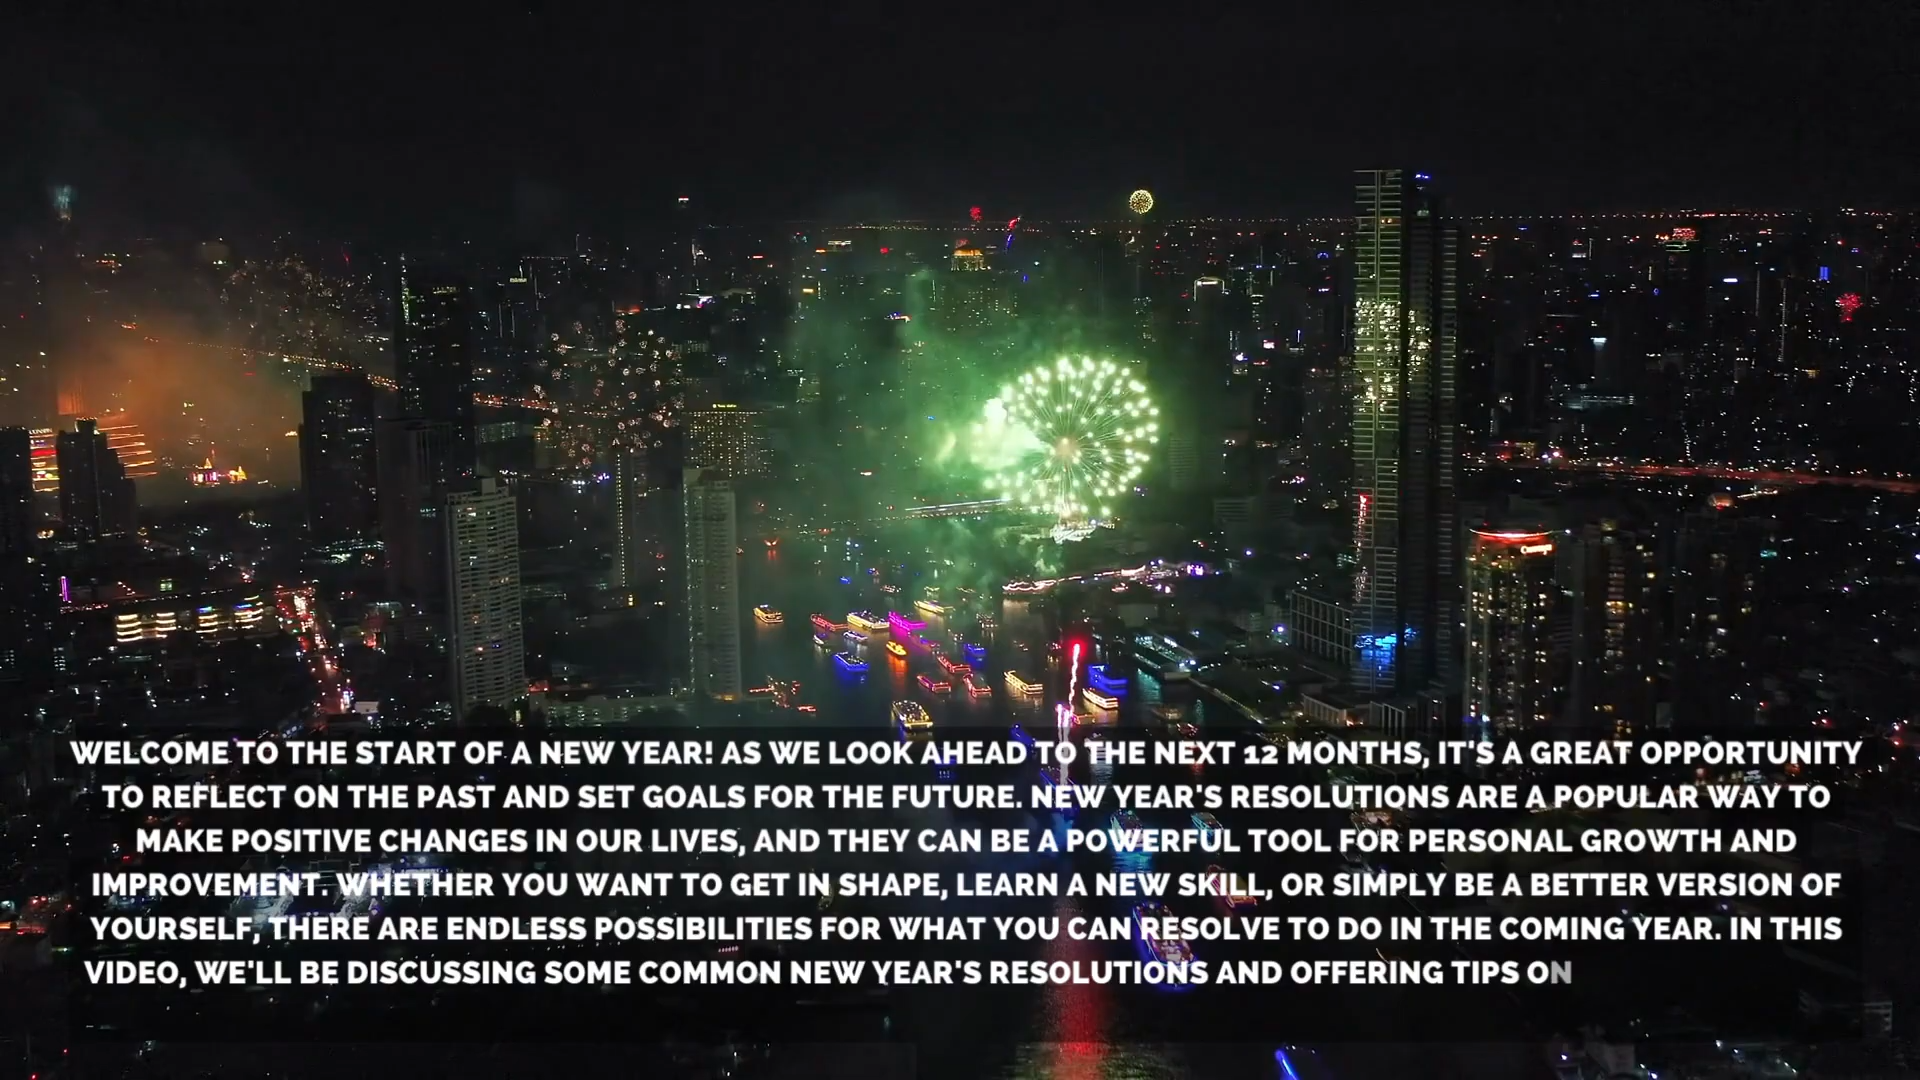 WELCOME TO THE START OF A NEW YEAR! AS WE LOOK AHEAD TO THE NEXT 12 MONTHS, IT'S A GREAT OPPORTUNITY
TO REFLECT ON THE PAST AND SET GOALS FOR THE FUTURE. NEW YEAR'S RESOLUTIONS ARE A POPULAR WAY TO
MAKE POSITIVE CHANGES IN OUR LIVES, AND THEY CAN BE A POWERFUL TOOL FOR PERSONAL GROWTH AND
IMPROVEMENT. WHETHER YOU WANT TO GET IN SHAPE, LEARN A NEW SKILL, OR SIMPLY BE A BETTER VERSION OF
YOURSELF, THERE ARE ENDLESS POSSIBILITIES FOR WHAT YOU CAN RESOLVE TO DO IN THE COMING YEAR. IN THIS
VIDEO, WE'LL BE DISCUSSING SOME COMMON NEW YEAR'S RESOLUTIONS AND OFFERING TIPS ON